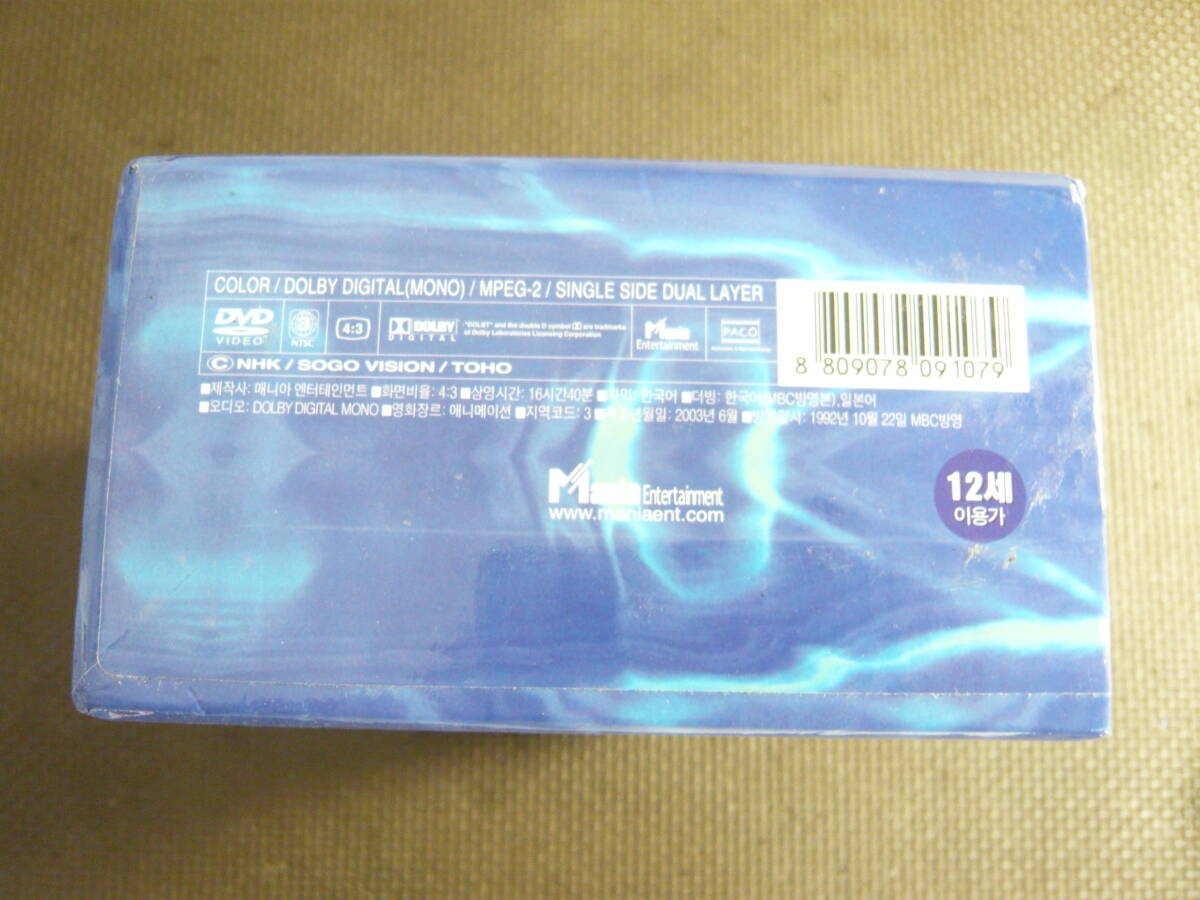 COLOR / DOLBY DIGITAL(MONO) / MPEG-2 / SINGLE SIDE DUAL LAYER
DVD VIDEO
3 NTSC
4:3
DOLBY DIGITAL
"DOLBY" and the double D symbol are trademarks
of Dolby Laboratories Licensing Corporation
Mania Entertainment
PACO
8 809078 091079
© NHK / SOGO VISION / TOHO
■제작사: 매니아 엔터테인먼트 ■화면비율: 4:3 ■상영시간: 16시간40분 ■자막: 한국어 ■더빙: 한국어(MBC방영본),일본어
■오디오: DOLBY DIGITAL MONO ■영화장르: 애니메이션 ■지역코드: 3 ■제조년월일: 2003년 6월 ■방영일시: 1992년 10월 22일 MBC방영
Mania Entertainment
www.maniaent.com
12세
이용가